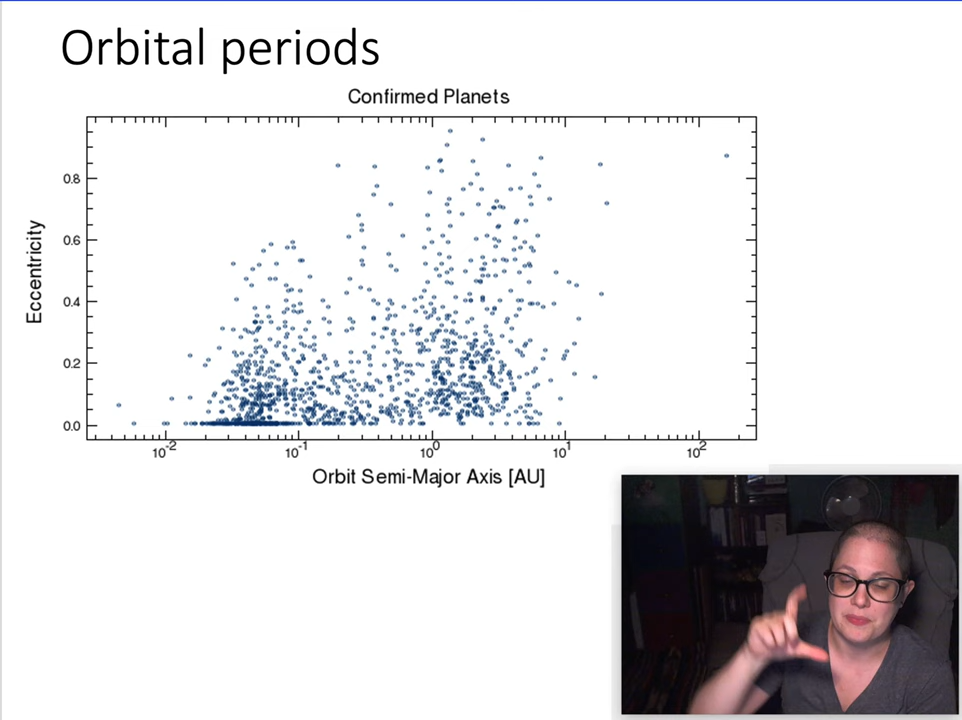 Orbital periods
Confirmed Planets
Eccentricity
0.8
0.6
0.4
0.2
0.0
10-2 10-1 100 101 102
Orbit Semi-Major Axis [AU]